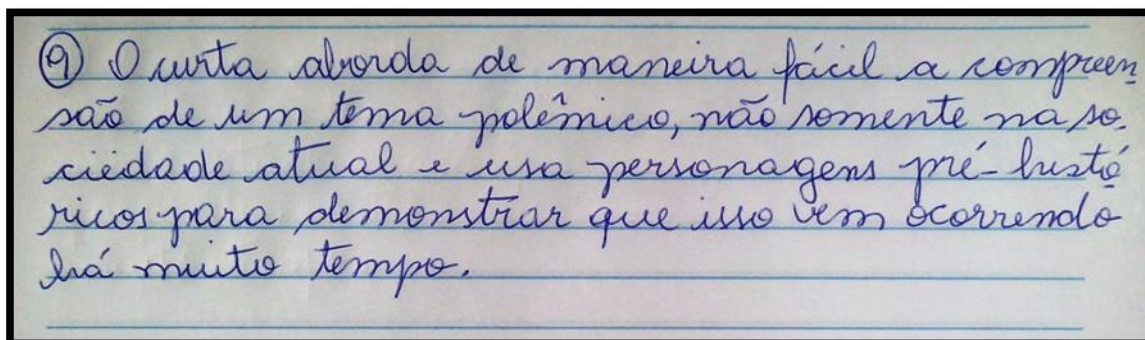 9 O curta aborda de maneira fácil a compreen
são de um tema polêmico, não somente na so-
ciedade atual e usa personagens pré-histó
ricos para demonstrar que isso vem ocorrendo
há muito tempo.